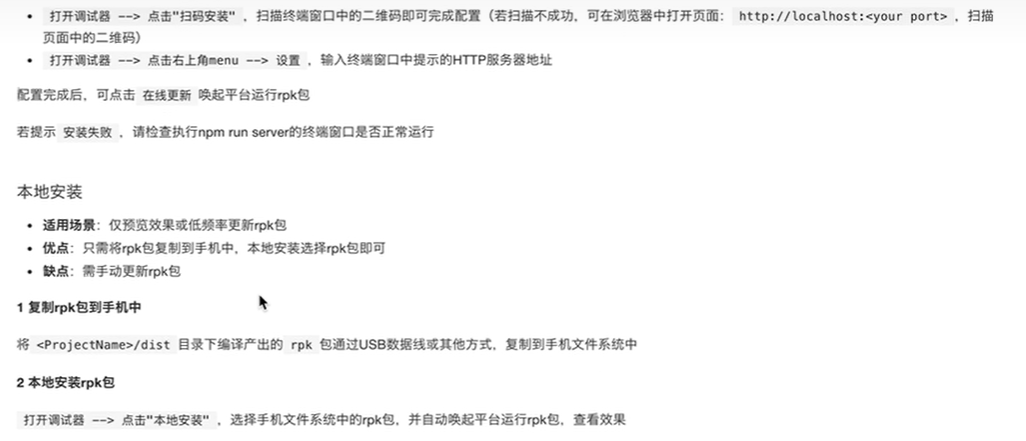 打开调试器 --> 点击"扫码安装" ，扫描终端窗口中的二维码即可完成配置（若扫描不成功，可在浏览器中打开页面： http://localhost:<your port> ，扫描
页面中的二维码）
打开调试器 --> 点击右上角menu --> 设置 ，输入终端窗口中提示的HTTP服务器地址
配置完成后，可点击 在线更新 唤起平台运行rpk包
若提示 安装失败 ，请检查执行npm run server的终端窗口是否正常运行
本地安装
适用场景：仅预览效果或低频率更新rpk包
优点：只需将rpk包复制到手机中，本地安装选择rpk包即可
缺点：需手动更新rpk包
1 复制rpk包到手机中
将 <ProjectName>/dist 目录下编译产出的 rpk 包通过USB数据线或其他方式，复制到手机文件系统中
2 本地安装rpk包
打开调试器 --> 点击"本地安装" ，选择手机文件系统中的rpk包，并自动唤起平台运行rpk包，查看效果